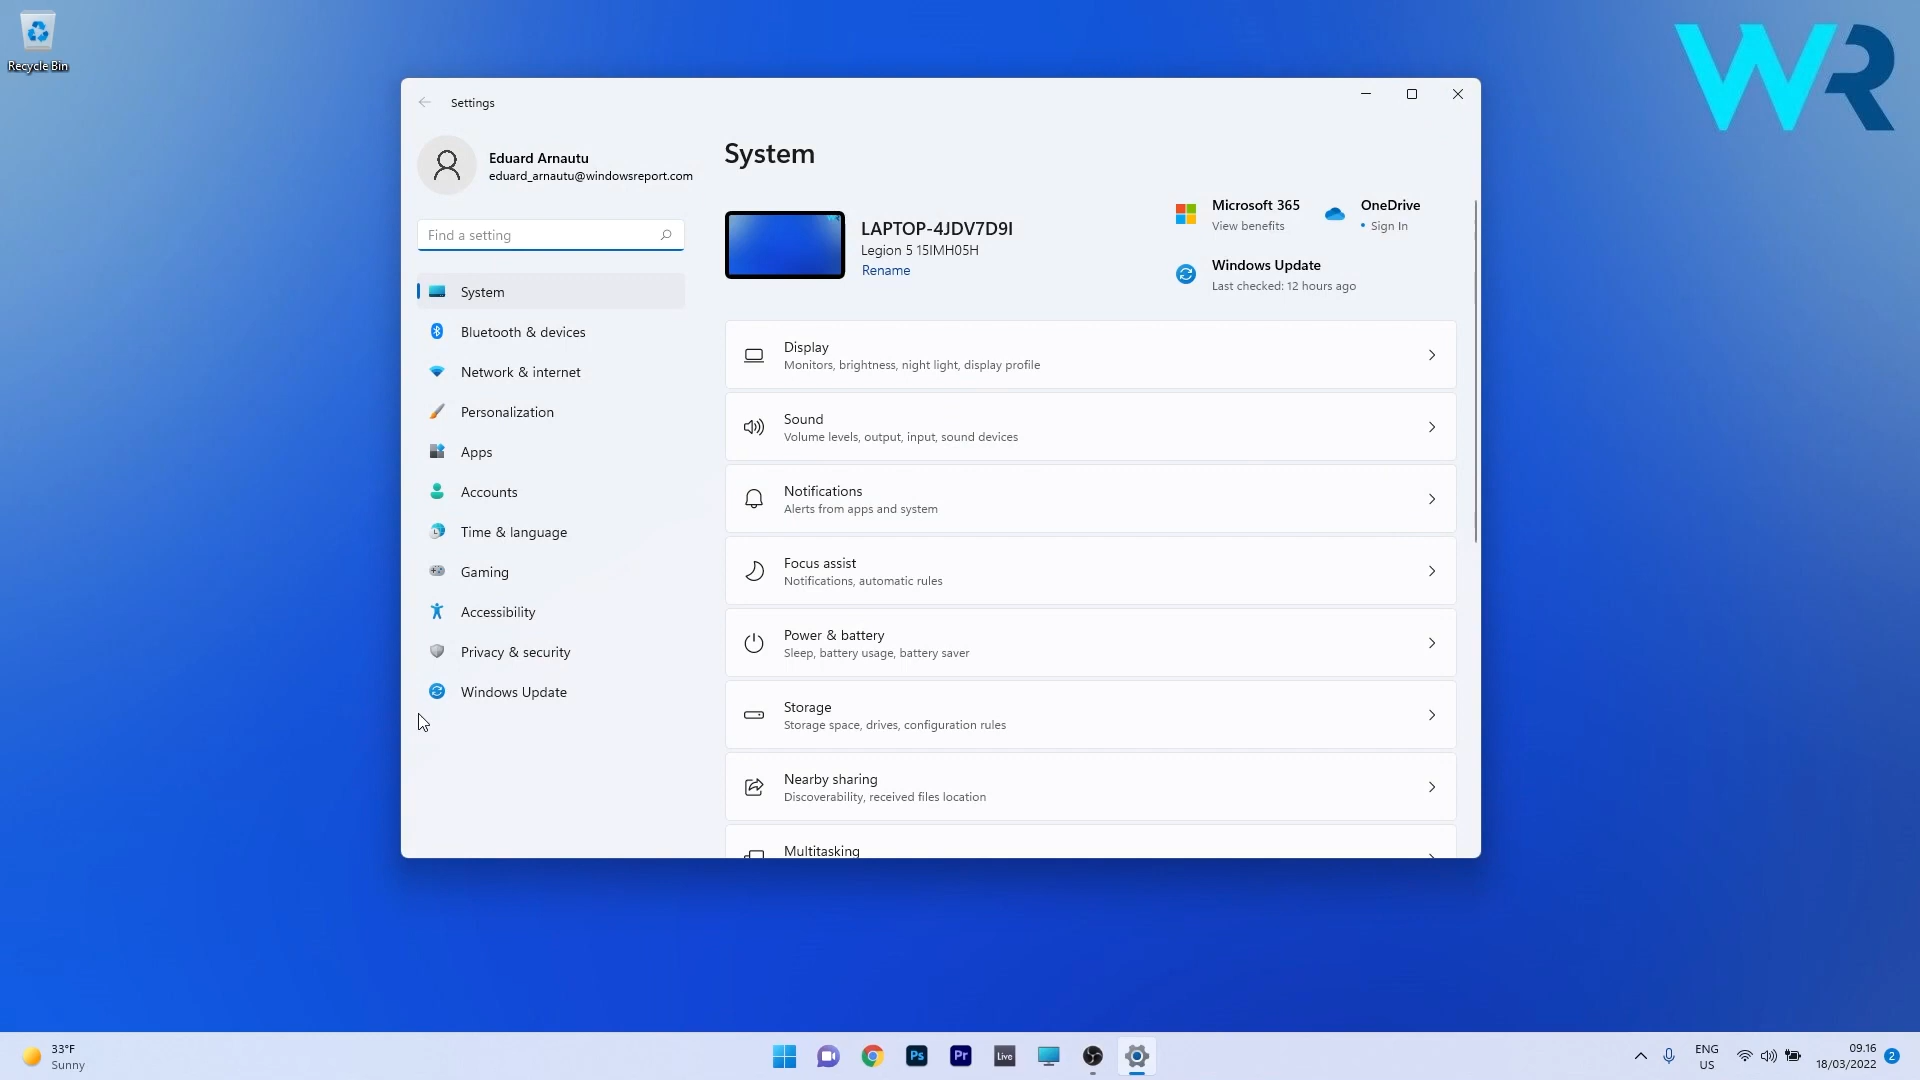 Recycle Bin
WR
Settings
Eduard Arnautu
eduard_arnautu@windowsreport.com
Find a setting
System
Bluetooth & devices
Network & internet
Personalization
Apps
Accounts
Time & language
Gaming
Accessibility
Privacy & security
Windows Update
System
LAPTOP-4JDV7D9I
Legion 5 15IMH05H
Rename
Microsoft 365
View benefits
OneDrive
• Sign In
Windows Update
Last checked: 12 hours ago
Display
Monitors, brightness, night light, display profile
Sound
Volume levels, output, input, sound devices
Notifications
Alerts from apps and system
Focus assist
Notifications, automatic rules
Power & battery
Sleep, battery usage, battery saver
Storage
Storage space, drives, configuration rules
Nearby sharing
Discoverability, received files location
Multitasking
33°F
Sunny
Ps
Pr
Live
ENG
US
09.16
18/03/2022
2